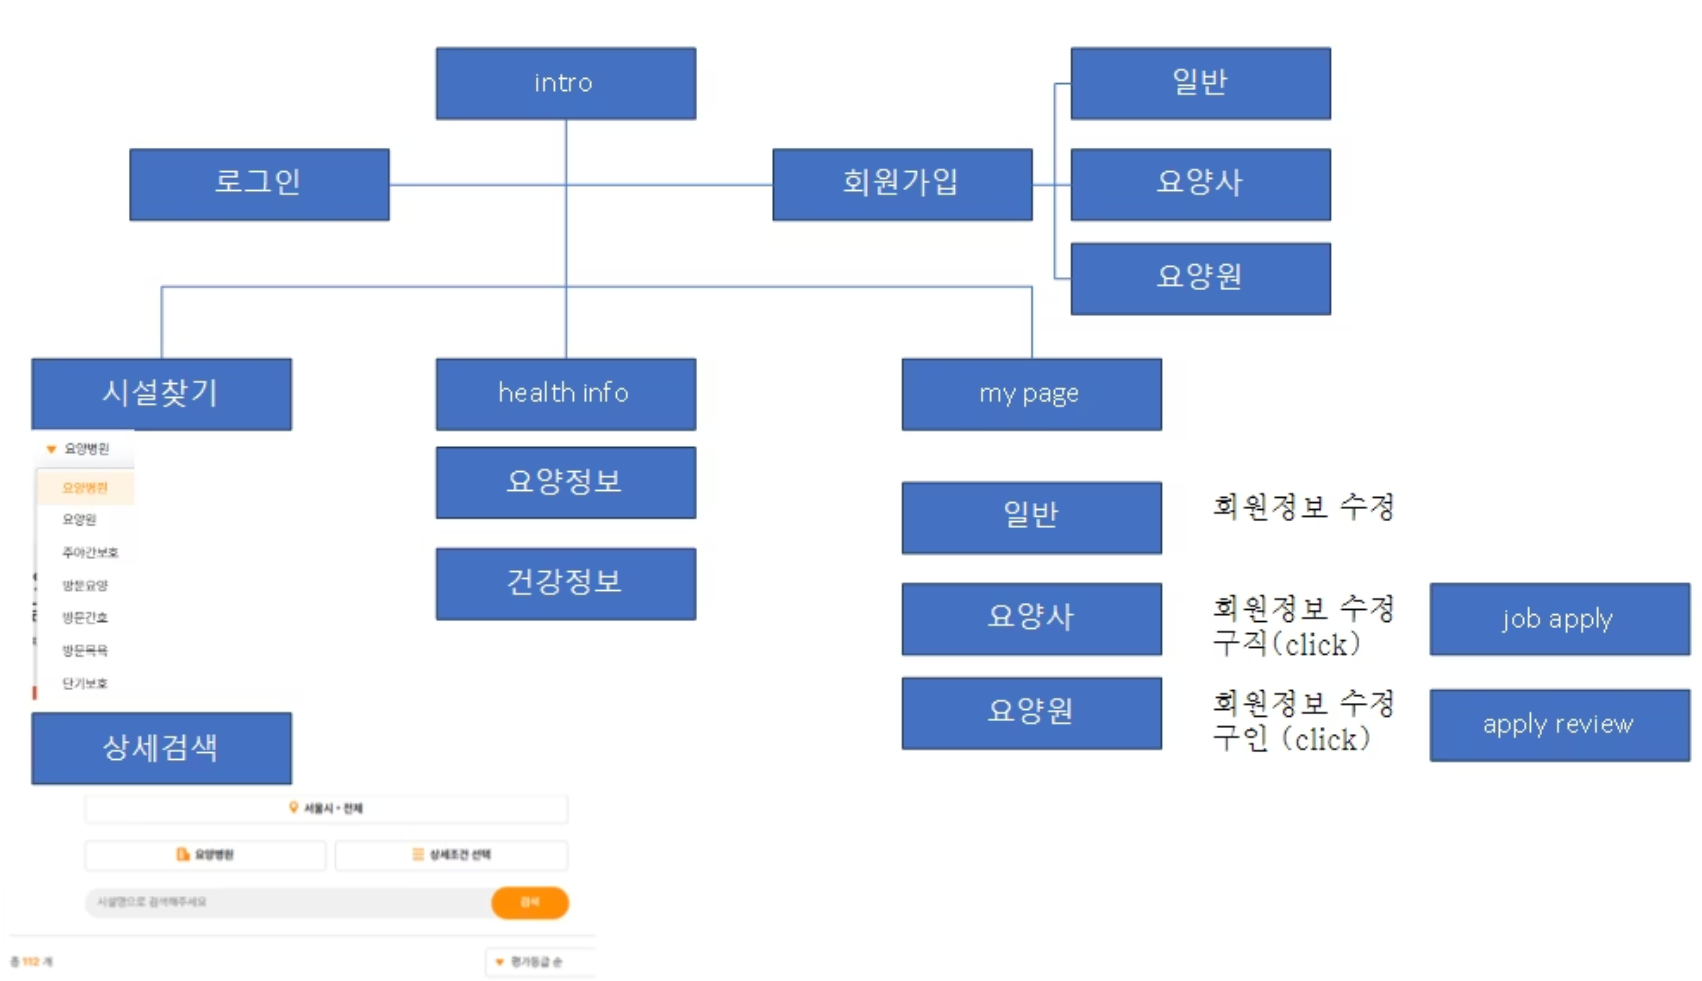 intro
일반
로그인
회원가입
요양사
요양원
시설찾기
health info
my page
요양병원
요양병원
요양원
주야간보호
방문요양
방문간호
방문목욕
단기보호
요양정보
건강정보
일반
회원정보 수정
요양사
회원정보 수정
구직(click)
job apply
요양원
회원정보 수정
구인 (click)
apply review
상세검색
서울시 • 전체
요양병원
상세조건 선택
시설명으로 검색해주세요
검색
총 112 개
평가등급 순